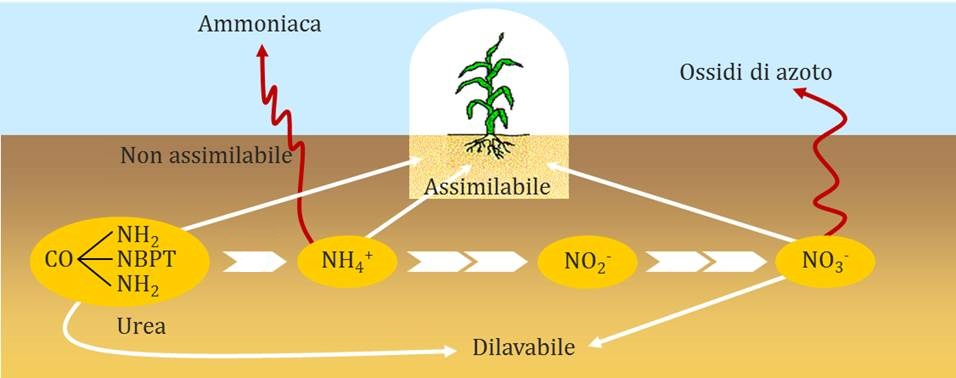 Ammoniaca
Ossidi di azoto
Non assimilabile
Assimilabile
NH₂
CO NBPT
NH₂
Urea
NH₄⁺
NO₂⁻
NO₃⁻
Dilavabile